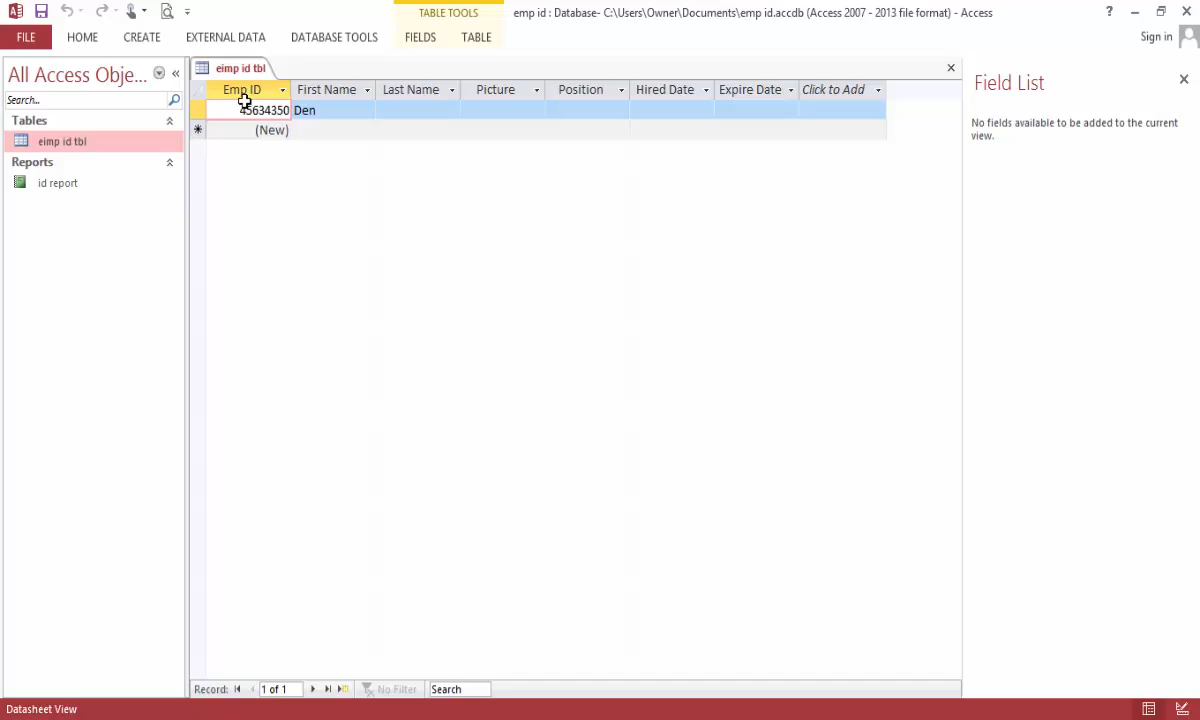 TABLE TOOLS
emp id : Database- C:\Users\Owner\Documents\emp id.accdb (Access 2007 - 2013 file format) - Access
?
FILE HOME CREATE EXTERNAL DATA DATABASE TOOLS FIELDS TABLE Sign in
All Access Obje... «
Search...
Tables
eimp id tbl
Reports
id report
eimp id tbl
Emp ID First Name Last Name Picture Position Hired Date Expire Date Click to Add
45634350 Den
(New)
Field List
No fields available to be added to the current
view.
Record: 1 of 1 No Filter Search
Datasheet View